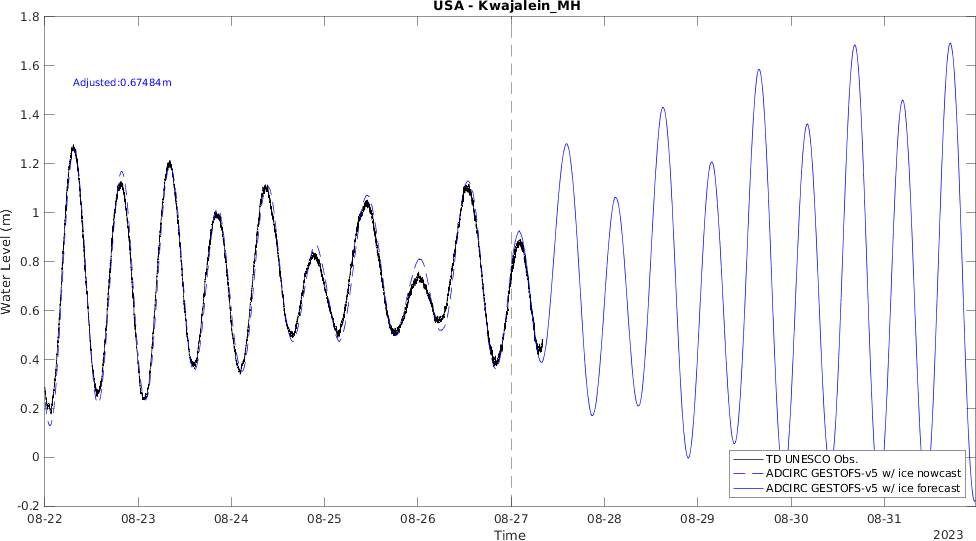 USA - Kwajalein_MH
1.8
1.6
1.4
1.2
1
0.8
0.6
0.4
0.2
0
-0.2
Water Level (m)
Adjusted:0.67484m
TD UNESCO Obs.
ADCIRC GESTOFS-v5 w/ ice nowcast
ADCIRC GESTOFS-v5 w/ ice forecast
08-22 08-23 08-24 08-25 08-26 08-27 08-28 08-29 08-30 08-31
Time
2023